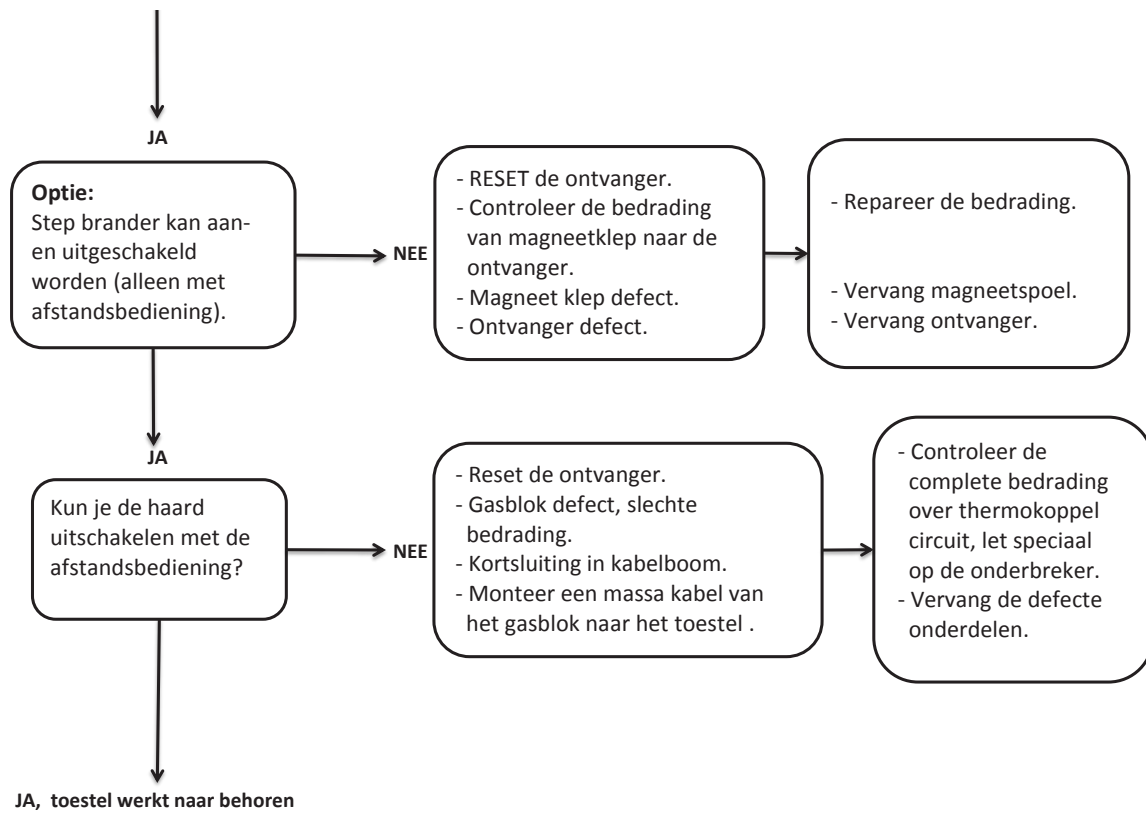 JA
Optie:
Step brander kan aan-
en uitgeschakeld
worden (alleen met
afstandsbediening).
NEE
- RESET de ontvanger.
- Controleer de bedrading
van magneetklep naar de
ontvanger.
- Magneet klep defect.
- Ontvanger defect.
- Repareer de bedrading.
- Vervang magneetspoel.
- Vervang ontvanger.
JA
Kun je de haard
uitschakelen met de
afstandsbediening?
NEE
- Reset de ontvanger.
- Gasblok defect, slechte
bedrading.
- Kortsluiting in kabelboom.
- Monteer een massa kabel van
het gasblok naar het toestel .
- Controleer de
complete bedrading
over thermokoppel
circuit, let speciaal
op de onderbreker.
- Vervang de defecte
onderdelen.
JA, toestel werkt naar behoren